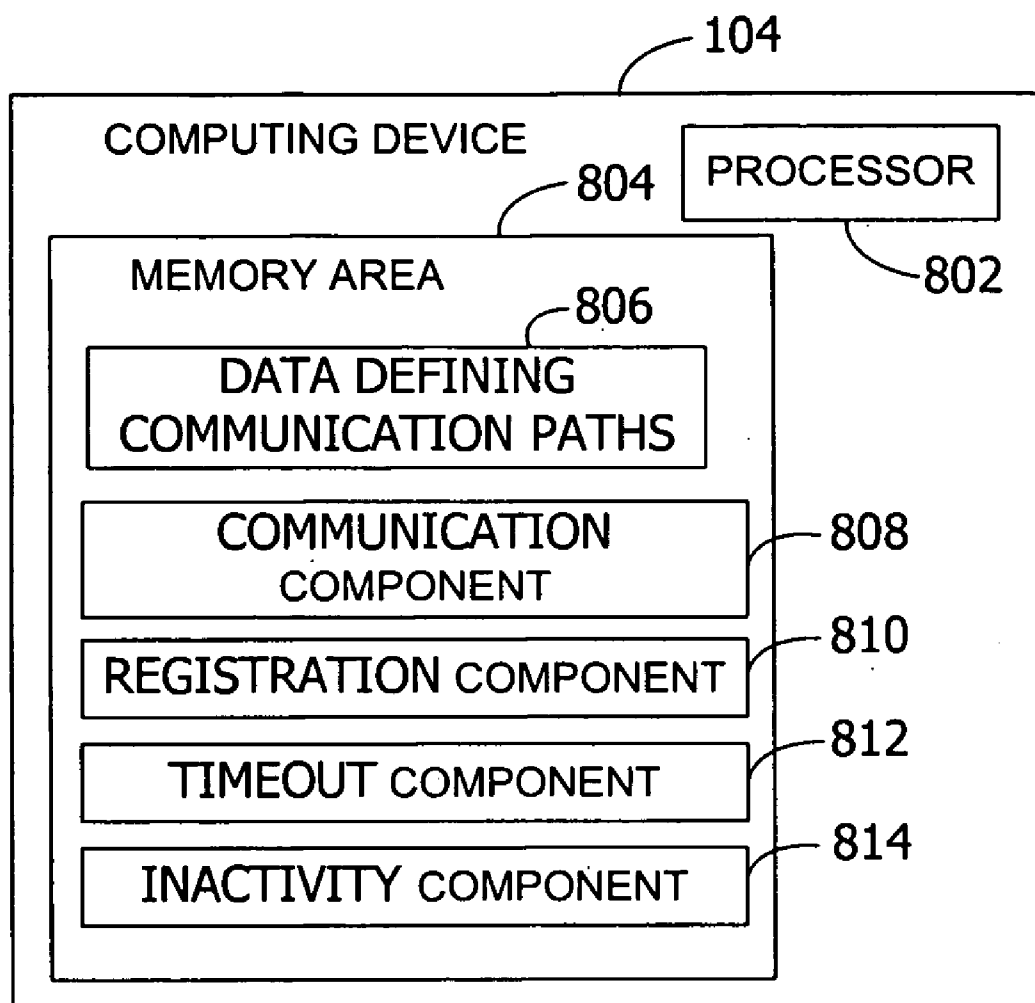 104
COMPUTING DEVICE
PROCESSOR
802
804
MEMORY AREA
806
DATA DEFINING
COMMUNICATION PATHS
COMMUNICATION
COMPONENT
808
REGISTRATION COMPONENT
810
TIMEOUT COMPONENT
812
INACTIVITY COMPONENT
814